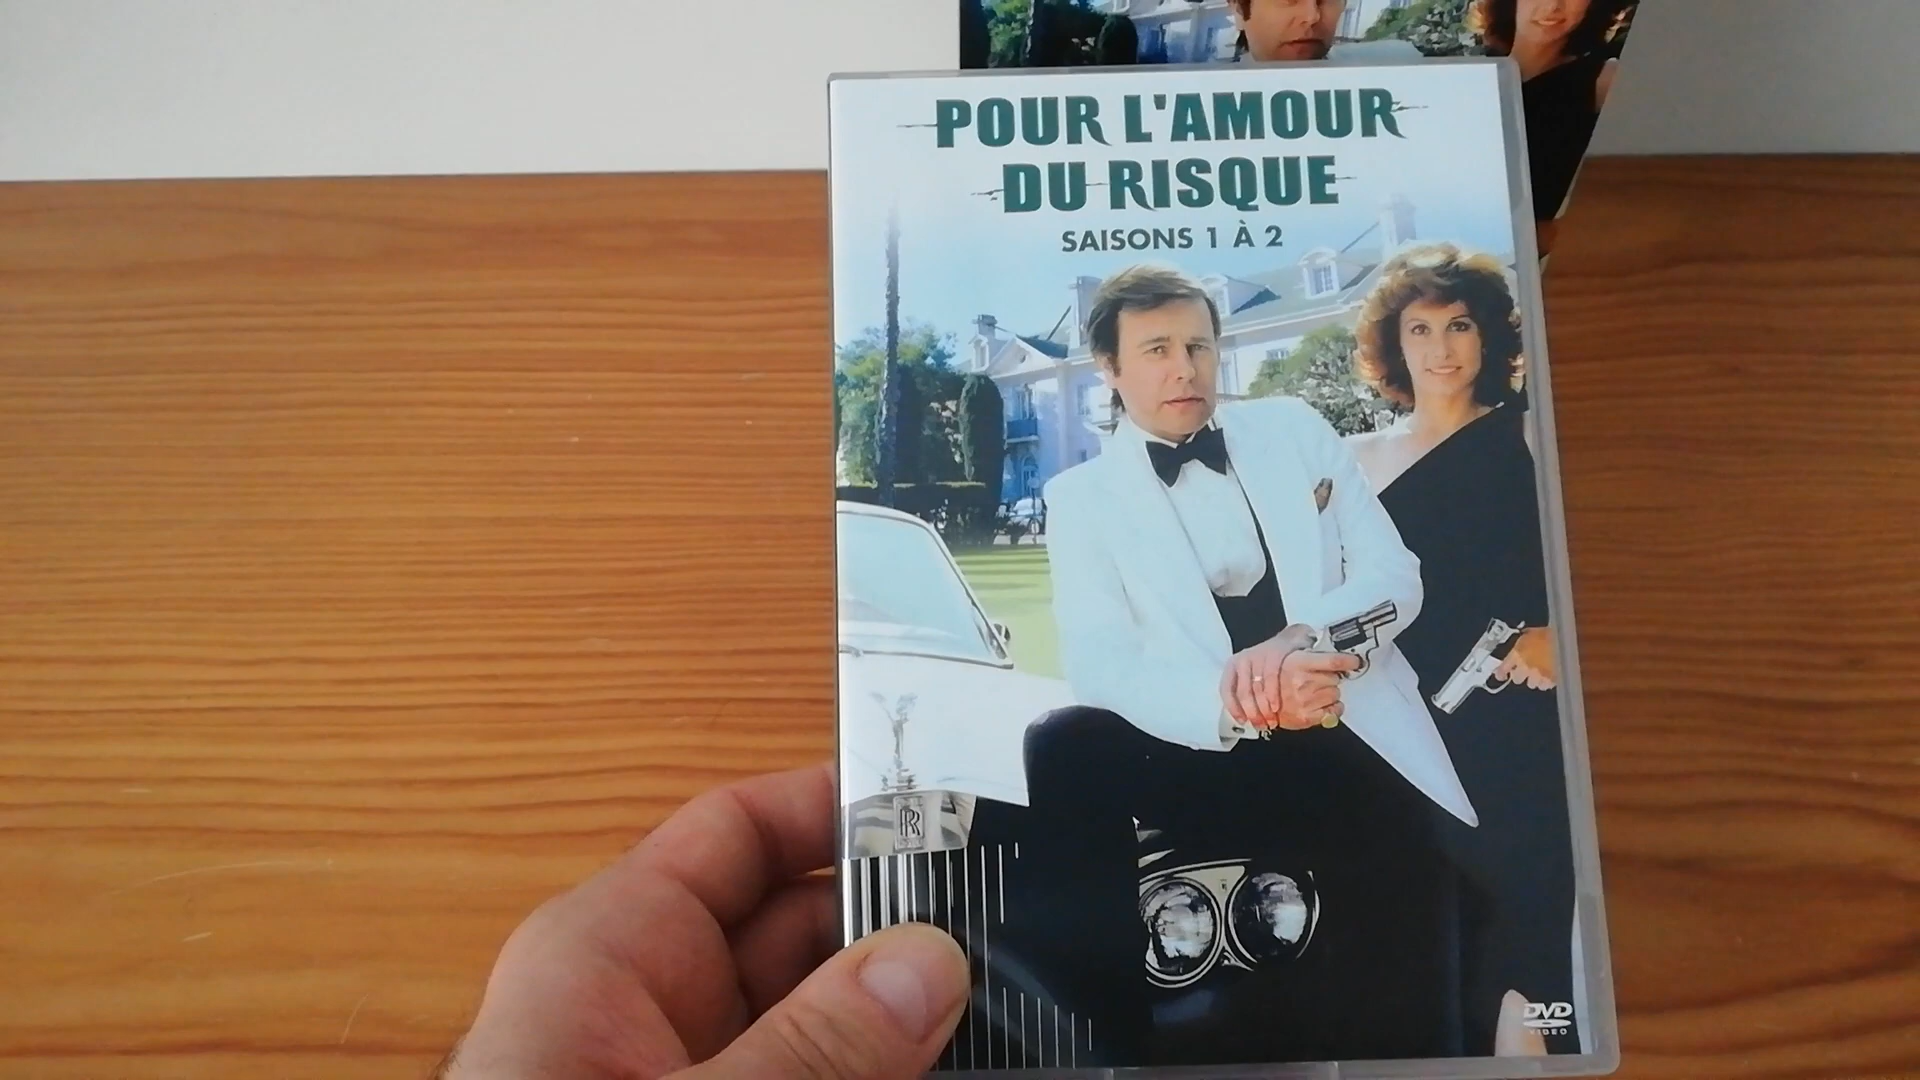 POUR L'AMOUR
DU RISQUE
SAISONS 1 À 2
RR
DVD
VIDEO